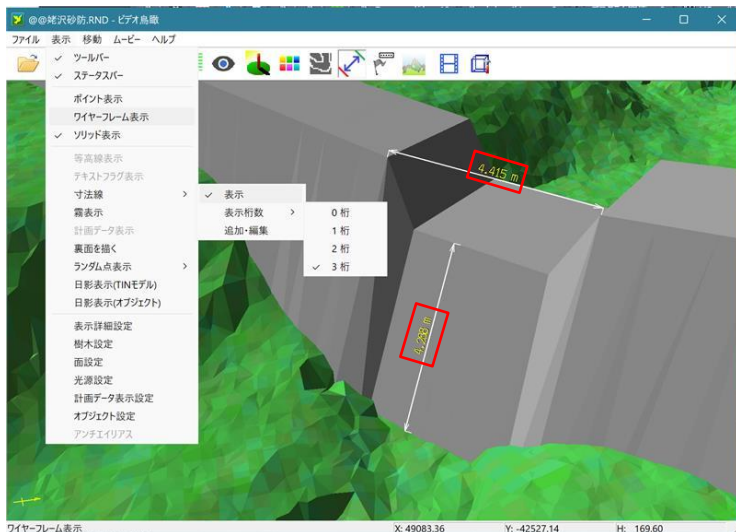 @@姥沢砂防.RND - ビデオ鳥瞰
ファイル 表示 移動 ムービー ヘルプ
ツールバー
ステータスバー
ポイント表示
ワイヤーフレーム表示
ソリッド表示
等高線表示
テキストフラグ表示
寸法線
表示
霧表示
表示桁数
0 桁
計画データ表示
追加・編集
1 桁
裏面を描く
2 桁
ランダム点表示
3 桁
日影表示(TINモデル)
日影表示(オブジェクト)
表示詳細設定
樹木設定
面設定
光源設定
計画データ表示設定
オブジェクト設定
アンチエイリアス
4.415 m
4.268 m
ワイヤーフレーム表示 X: 49083.36 Y: -42527.14 H: 169.60